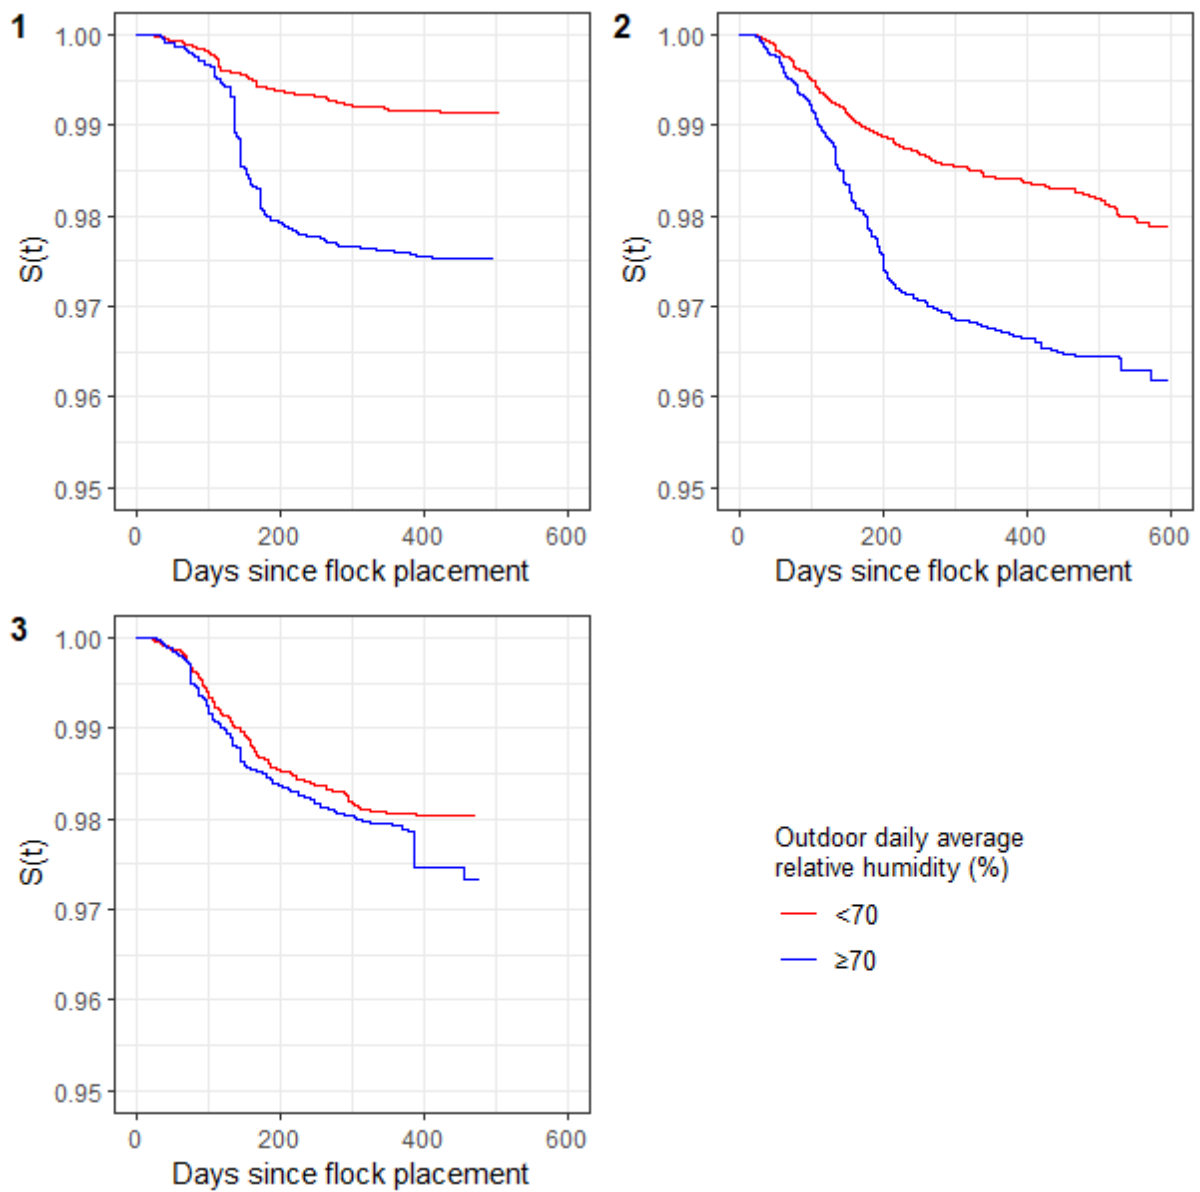 1
1.00
0.99
0.98
0.97
0.96
0.95
S(t)
0 200 400 600
Days since flock placement
2
1.00
0.99
0.98
0.97
0.96
0.95
S(t)
0 200 400 600
Days since flock placement
3
1.00
0.99
0.98
0.97
0.96
0.95
S(t)
0 200 400 600
Days since flock placement
Outdoor daily average
relative humidity (%)
<70
≥70